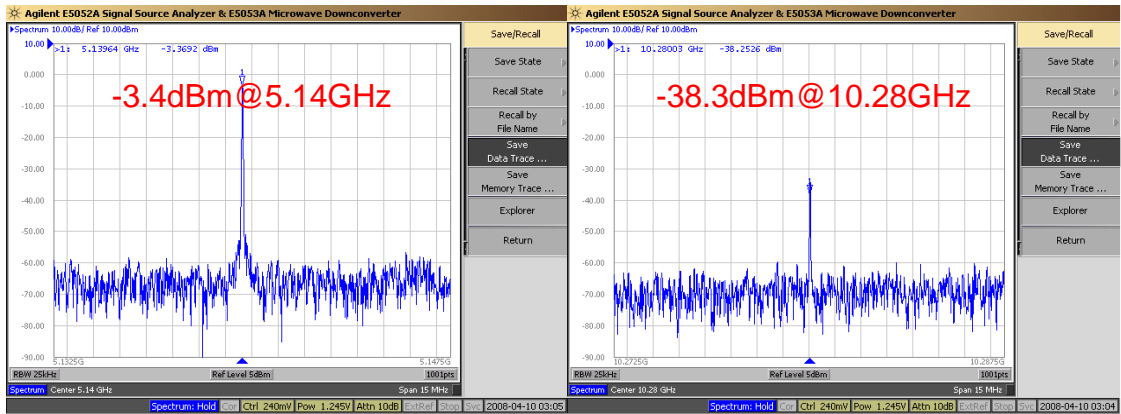 Agilent E5052A Signal Source Analyzer & E5053A Microwave Downconverter
Spectrum 10.00dB/ Ref 10.00dBm
10.00
>1: 5.13964 GHz -3.3692 dBm
-3.4dBm@5.14GHz
0.000
-10.00
-20.00
-30.00
-40.00
-50.00
-60.00
-70.00
-80.00
-90.00
5.1325G
5.1475G
RBW 25kHz
Ref Level 5dBm
1001pts
Spectrum Center 5.14 GHz
Span 15 MHz
Save/Recall
Save State
Recall State
Recall by
File Name
Save
Data Trace ...
Save
Memory Trace ...
Explorer
Return
Spectrum: Hold Cor Ctrl 240mV Pow 1.245V Attn 10dB ExtRef Stop Svc 2008-04-10 03:05
Agilent E5052A Signal Source Analyzer & E5053A Microwave Downconverter
Spectrum 10.00dB/ Ref 10.00dBm
10.00
>1: 10.28003 GHz -38.2526 dBm
-38.3dBm@10.28GHz
0.000
-10.00
-20.00
-30.00
-40.00
-50.00
-60.00
-70.00
-80.00
-90.00
10.2725G
10.2875G
RBW 25kHz
Ref Level 5dBm
1001pts
Spectrum Center 10.28 GHz
Span 15 MHz
Save/Recall
Save State
Recall State
Recall by
File Name
Save
Data Trace ...
Save
Memory Trace ...
Explorer
Return
Spectrum: Hold Cor Ctrl 240mV Pow 1.245V Attn 10dB ExtRef Stop Svc 2008-04-10 03:04